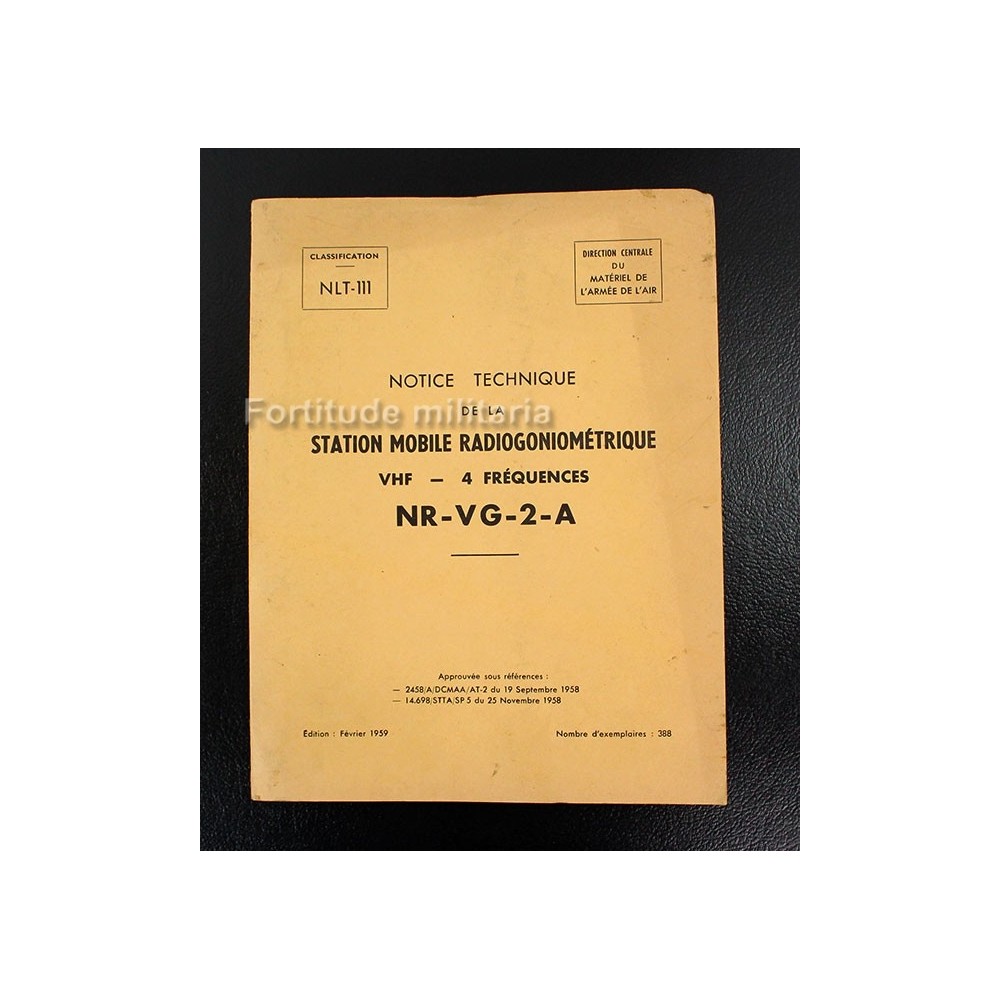 CLASSIFICATION
NLT-111
DIRECTION CENTRALE
DU
MATÉRIEL DE
L'ARMÉE DE L'AIR
NOTICE TECHNIQUE
DE LA
Fortitude militaria
STATION MOBILE RADIOGONIOMÉTRIQUE
VHF — 4 FRÉQUENCES
NR-VG-2-A
Approuvée sous références :
— 2458/A/DCMAA/AT-2 du 19 Septembre 1958
— 14.698/STTA/SP 5 du 25 Novembre 1958
Édition : Février 1959
Nombre d'exemplaires : 388